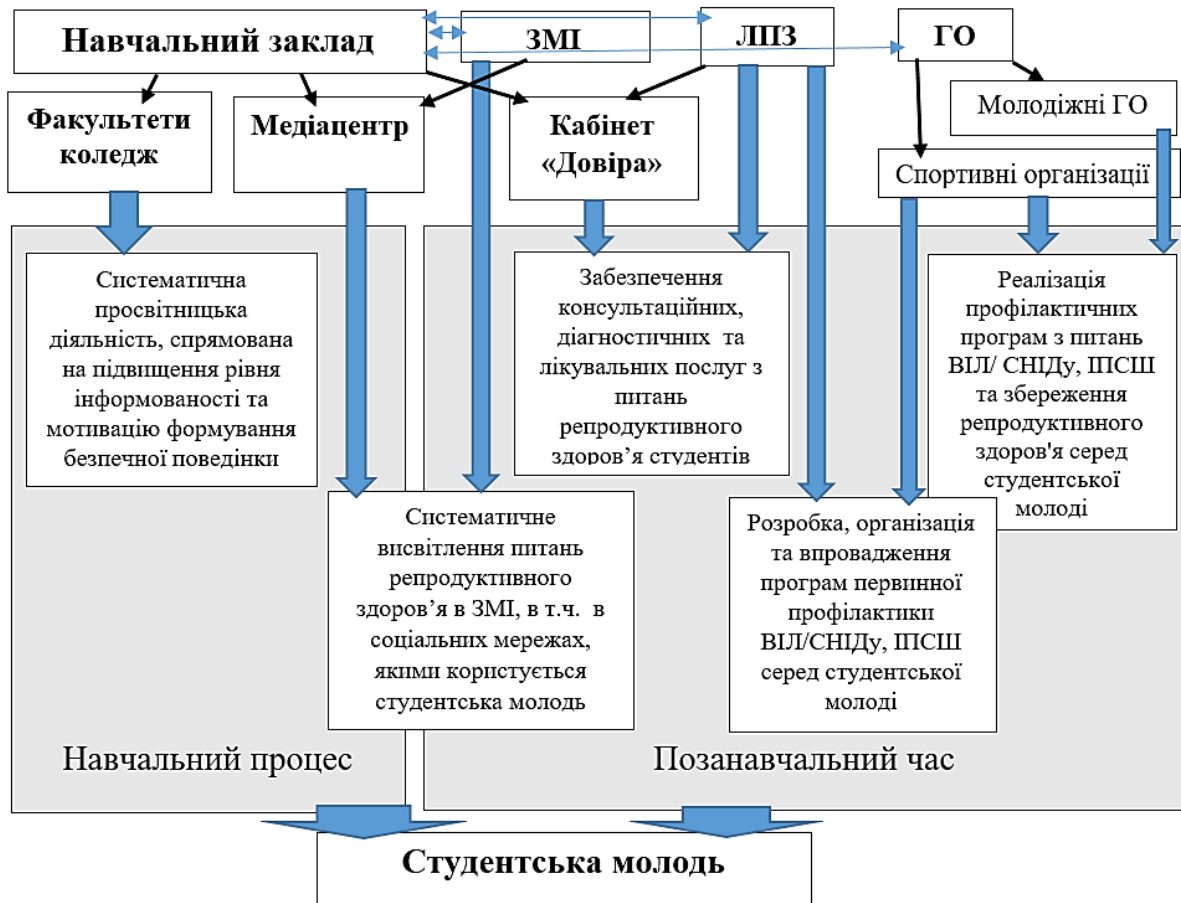 Навчальний заклад
ЗМІ
ЛПЗ
ГО
Факультети
коледж
Медіацентр
Кабінет
«Довіра»
Молодіжні ГО
Спортивні організації
Систематична
просвітницька
діяльність, спрямована
на підвищення рівня
інформованості та
мотивацію формування
безпечної поведінки
Забезпечення
консультаційних,
діагностичних та
лікувальних послуг з
питань
репродуктивного
здоров’я студентів
Реалізація
профілактичних
програм з питань
ВІЛ/ СНІДу, ІПСШ
та збереження
репродуктивного
здоров'я серед
студентської
молоді
Систематичне
висвітлення питань
репродуктивного
здоров’я в ЗМІ, в т.ч. в
соціальних мережах,
якими користується
студентська молодь
Розробка, організація
та впровадження
програм первинної
профілактики
ВІЛ/СНІДу, ІПСШ
серед студентської
молоді
Навчальний процес
Позанавчальний час
Студентська молодь